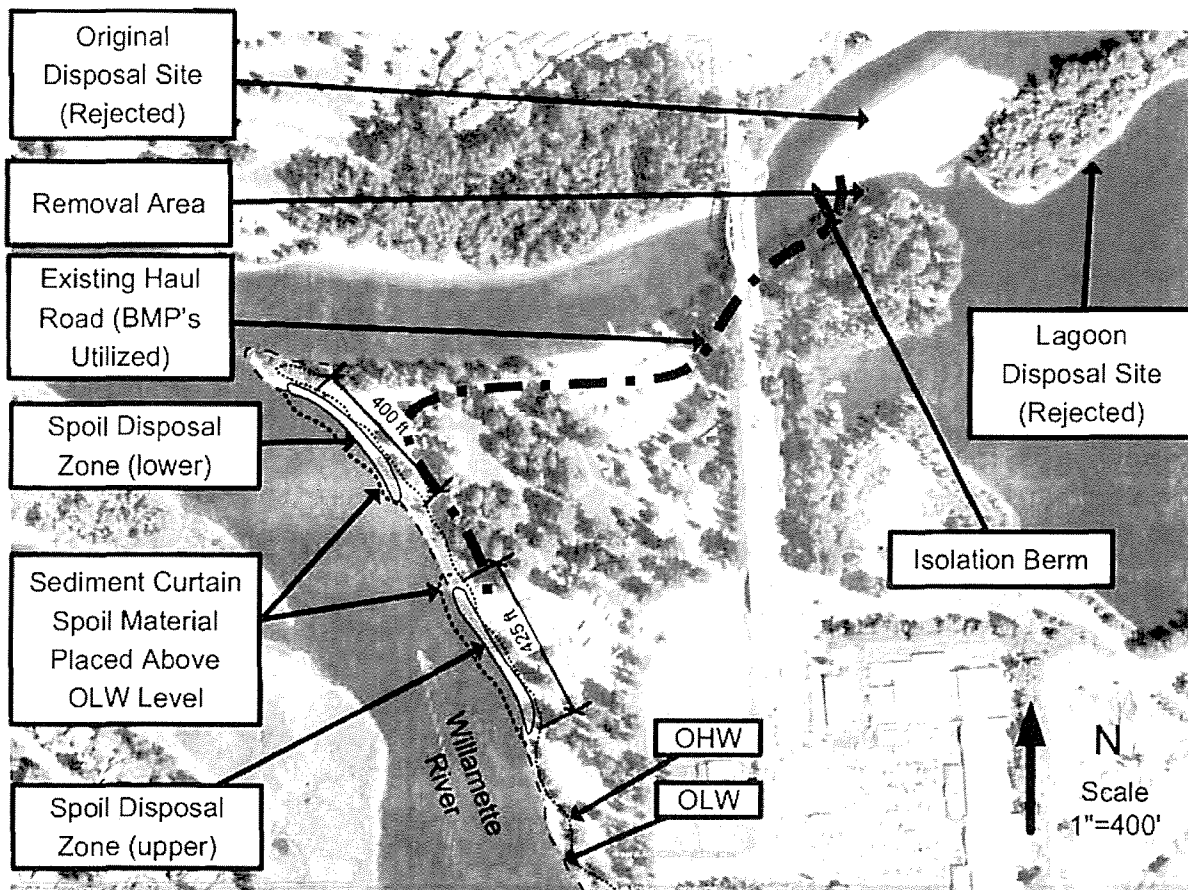 Original
Disposal Site
(Rejected)
Removal Area
Existing Haul
Road (BMP's
Utilized)
Spoil Disposal
Zone (lower)
Sediment Curtain
Spoil Material
Placed Above
OLW Level
Spoil Disposal
Zone (upper)
400 ft
425 ft
Willamette
River
OHW
OLW
Lagoon
Disposal Site
(Rejected)
Isolation Berm
N
Scale
1"=400'